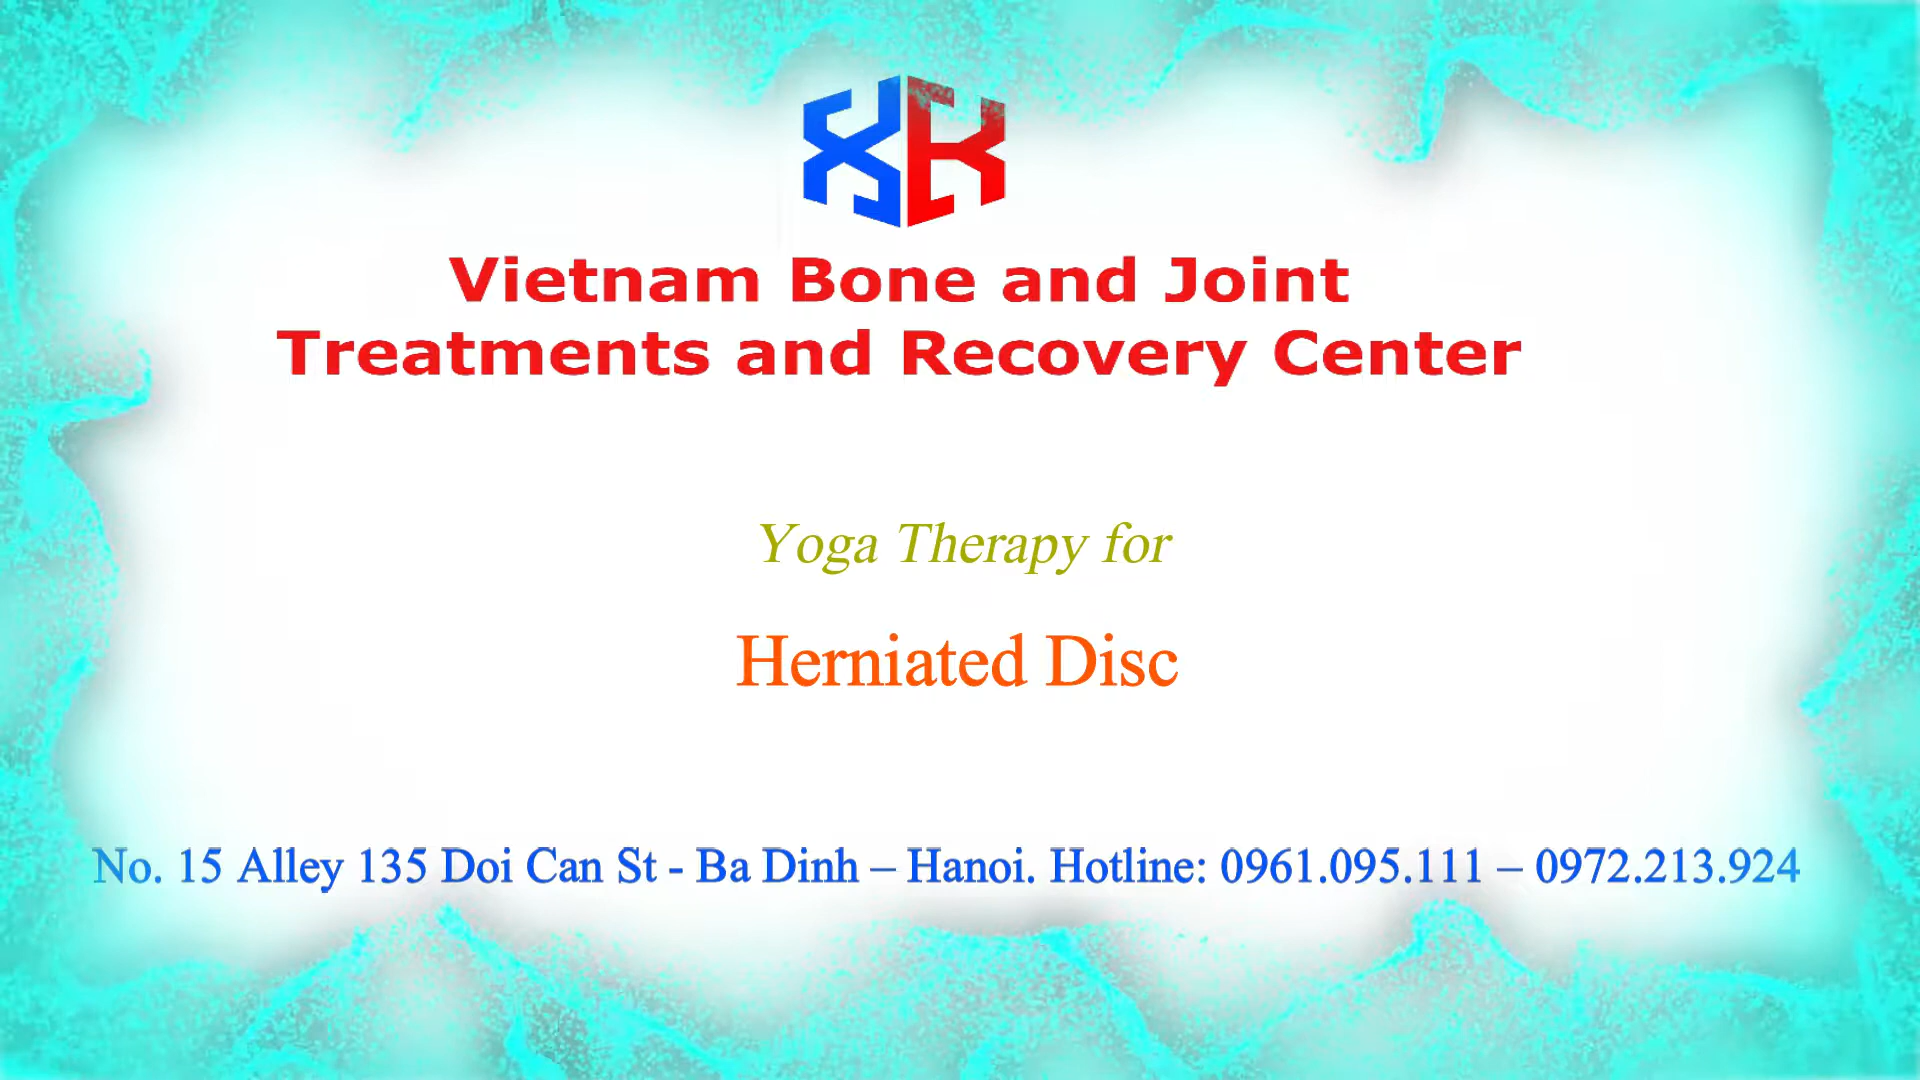 XK
Vietnam Bone and Joint
Treatments and Recovery Center
Yoga Therapy for
Herniated Disc
No. 15 Alley 135 Doi Can St - Ba Dinh – Hanoi. Hotline: 0961.095.111 – 0972.213.924